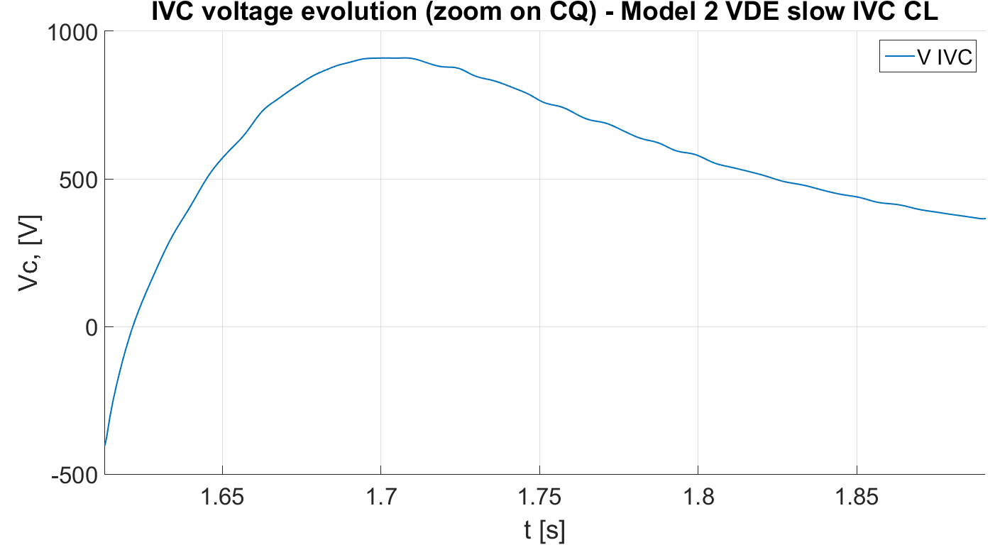 IVC voltage evolution (zoom on CQ) - Model 2 VDE slow IVC CL
1000
V IVC
500
Vc, [V]
0
-500
1.65 1.7 1.75 1.8 1.85
t [s]